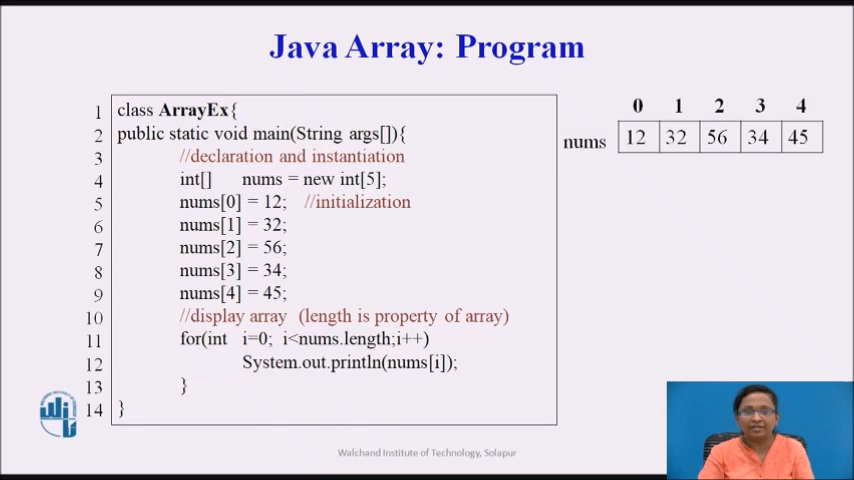 Java Array: Program
1 class ArrayEx{
2 public static void main(String args[]){
3 //declaration and instantiation
4 int[] nums = new int[5];
5 nums[0] = 12; //initialization
6 nums[1] = 32;
7 nums[2] = 56;
8 nums[3] = 34;
9 nums[4] = 45;
10 //display array (length is property of array)
11 for(int i=0; i<nums.length;i++)
12 System.out.println(nums[i]);
13 }
14 }
0 1 2 3 4
nums 12 32 56 34 45
Walchand Institute of Technology, Solapur